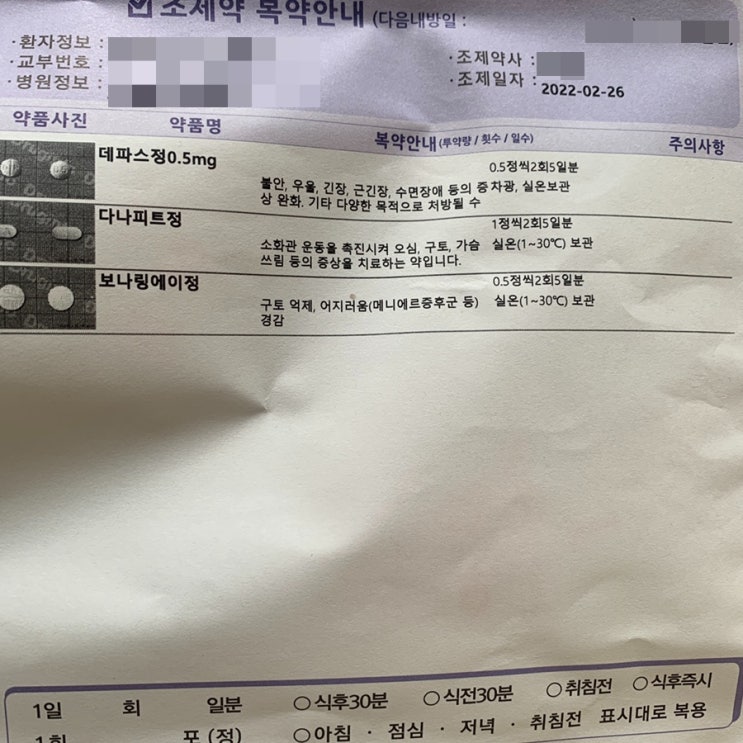 조제약 복약안내 (다음내방일 :
·환자정보 :
·교부번호 : ·조제약사 :
·병원정보 : ·조제일자 : 2022-02-26
약품사진 약품명 복약안내(투약량 / 횟수 / 일수) 주의사항
데파스정0.5mg 0.5정씩2회5일분
불안, 우울, 긴장, 근긴장, 수면장애 등의 증 차광, 실온보관
상 완화. 기타 다양한 목적으로 처방될 수
다나피트정 1정씩2회5일분
소화관 운동을 촉진시켜 오심, 구토, 가슴 실온(1~30℃) 보관
쓰림 등의 증상을 치료하는 약입니다.
보나링에이정 0.5정씩2회5일분
구토 억제, 어지러움(메니에르증후군 등) 실온(1~30℃) 보관
경감
1일 회 일분 ○식후30분 ○식전30분 ○취침전 ○식후즉시
1회 포 (정) ○아침 · 점심 · 저녁 · 취침전 표시대로 복용